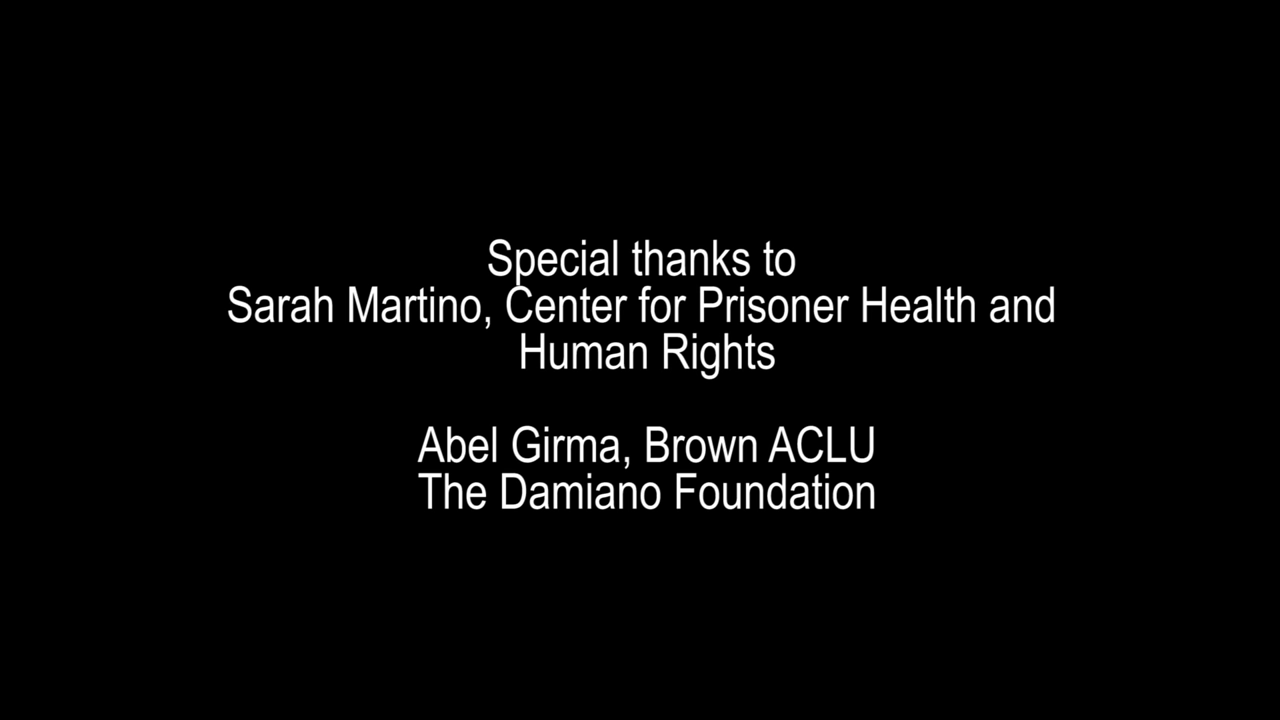 Special thanks to
Sarah Martino, Center for Prisoner Health and
Human Rights
Abel Girma, Brown ACLU
The Damiano Foundation